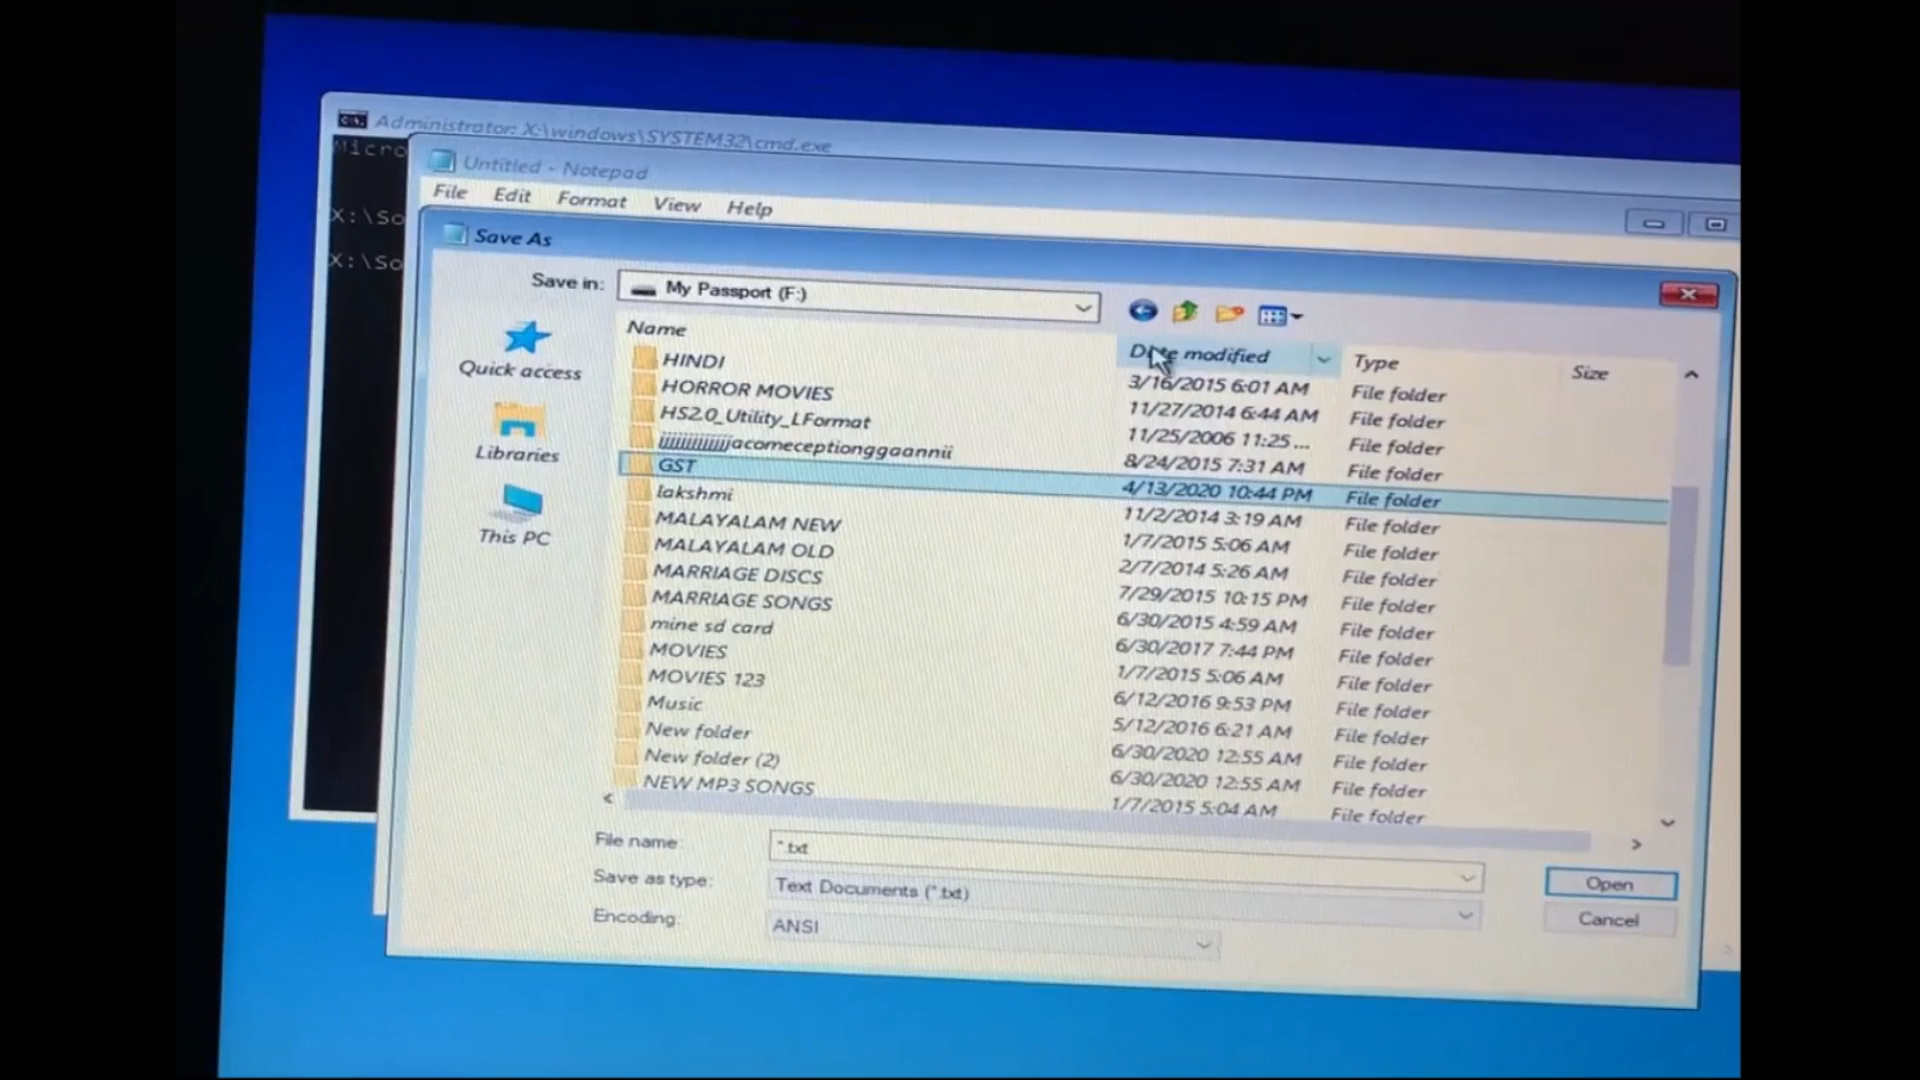 Administrator: X:\windows\SYSTEM32\cmd.exe
Micro
Untitled - Notepad
File Edit Format View Help
X:\So
X:\So
Save As
Save in: My Passport (F:)
Name Date modified Type Size
HINDI 3/16/2015 6:01 AM File folder
HORROR MOVIES 11/27/2014 6:44 AM File folder
HS2.0_Utility_LFormat 11/25/2006 11:25 ... File folder
acomeceptionggaannii 8/24/2015 7:31 AM File folder
GST 4/13/2020 10:44 PM File folder
lakshmi 11/2/2014 3:19 AM File folder
MALAYALAM NEW 1/7/2015 5:06 AM File folder
MALAYALAM OLD 2/7/2014 5:26 AM File folder
MARRIAGE DISCS 7/29/2015 10:15 PM File folder
MARRIAGE SONGS 6/30/2015 4:59 AM File folder
mine sd card 6/30/2017 7:44 PM File folder
MOVIES 1/7/2015 5:06 AM File folder
MOVIES 123 6/12/2016 9:53 PM File folder
Music 5/12/2016 6:21 AM File folder
New folder 6/30/2020 12:55 AM File folder
New folder (2) 6/30/2020 12:55 AM File folder
NEW MP3 SONGS 1/7/2015 5:04 AM File folder
Quick access
Libraries
This PC
File name: *.txt
Save as type: Text Documents (*.txt)
Encoding: ANSI
Open
Cancel